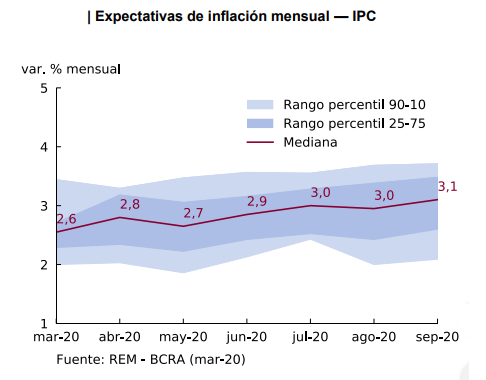 | Expectativas de inflación mensual — IPC
var. % mensual
5
Rango percentil 90-10
Rango percentil 25-75
Mediana
4
3
2,6
2,8
2,7
2,9
3,0
3,0
3,1
2
1
mar-20 abr-20 may-20 jun-20 jul-20 ago-20 sep-20
Fuente: REM - BCRA (mar-20)